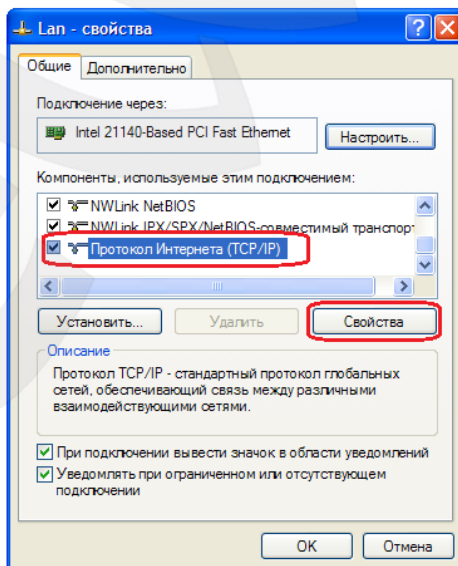 Lan - свойства
Общие
Дополнительно
Подключение через:
Intel 21140-Based PCI Fast Ethernet
Настроить...
Компоненты, используемые этим подключением:
NWLink NetBIOS
NWLink IPX/SPX/NetBIOS-совместимый транспорт
Протокол Интернета (TCP/IP)
Установить...
Удалить
Свойства
Описание
Протокол TCP/IP - стандартный протокол глобальных
сетей, обеспечивающий связь между различными
взаимодействующими сетями.
При подключении вывести значок в области уведомлений
Уведомлять при ограниченном или отсутствующем
подключении
OK
Отмена